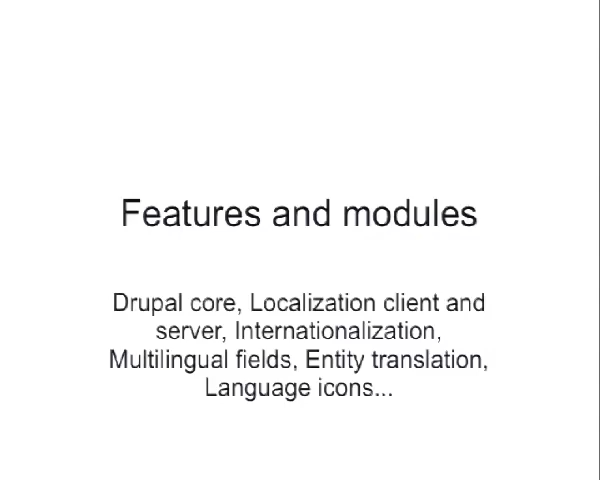 Features and modules
Drupal core, Localization client and
server, Internationalization,
Multilingual fields, Entity translation,
Language icons...